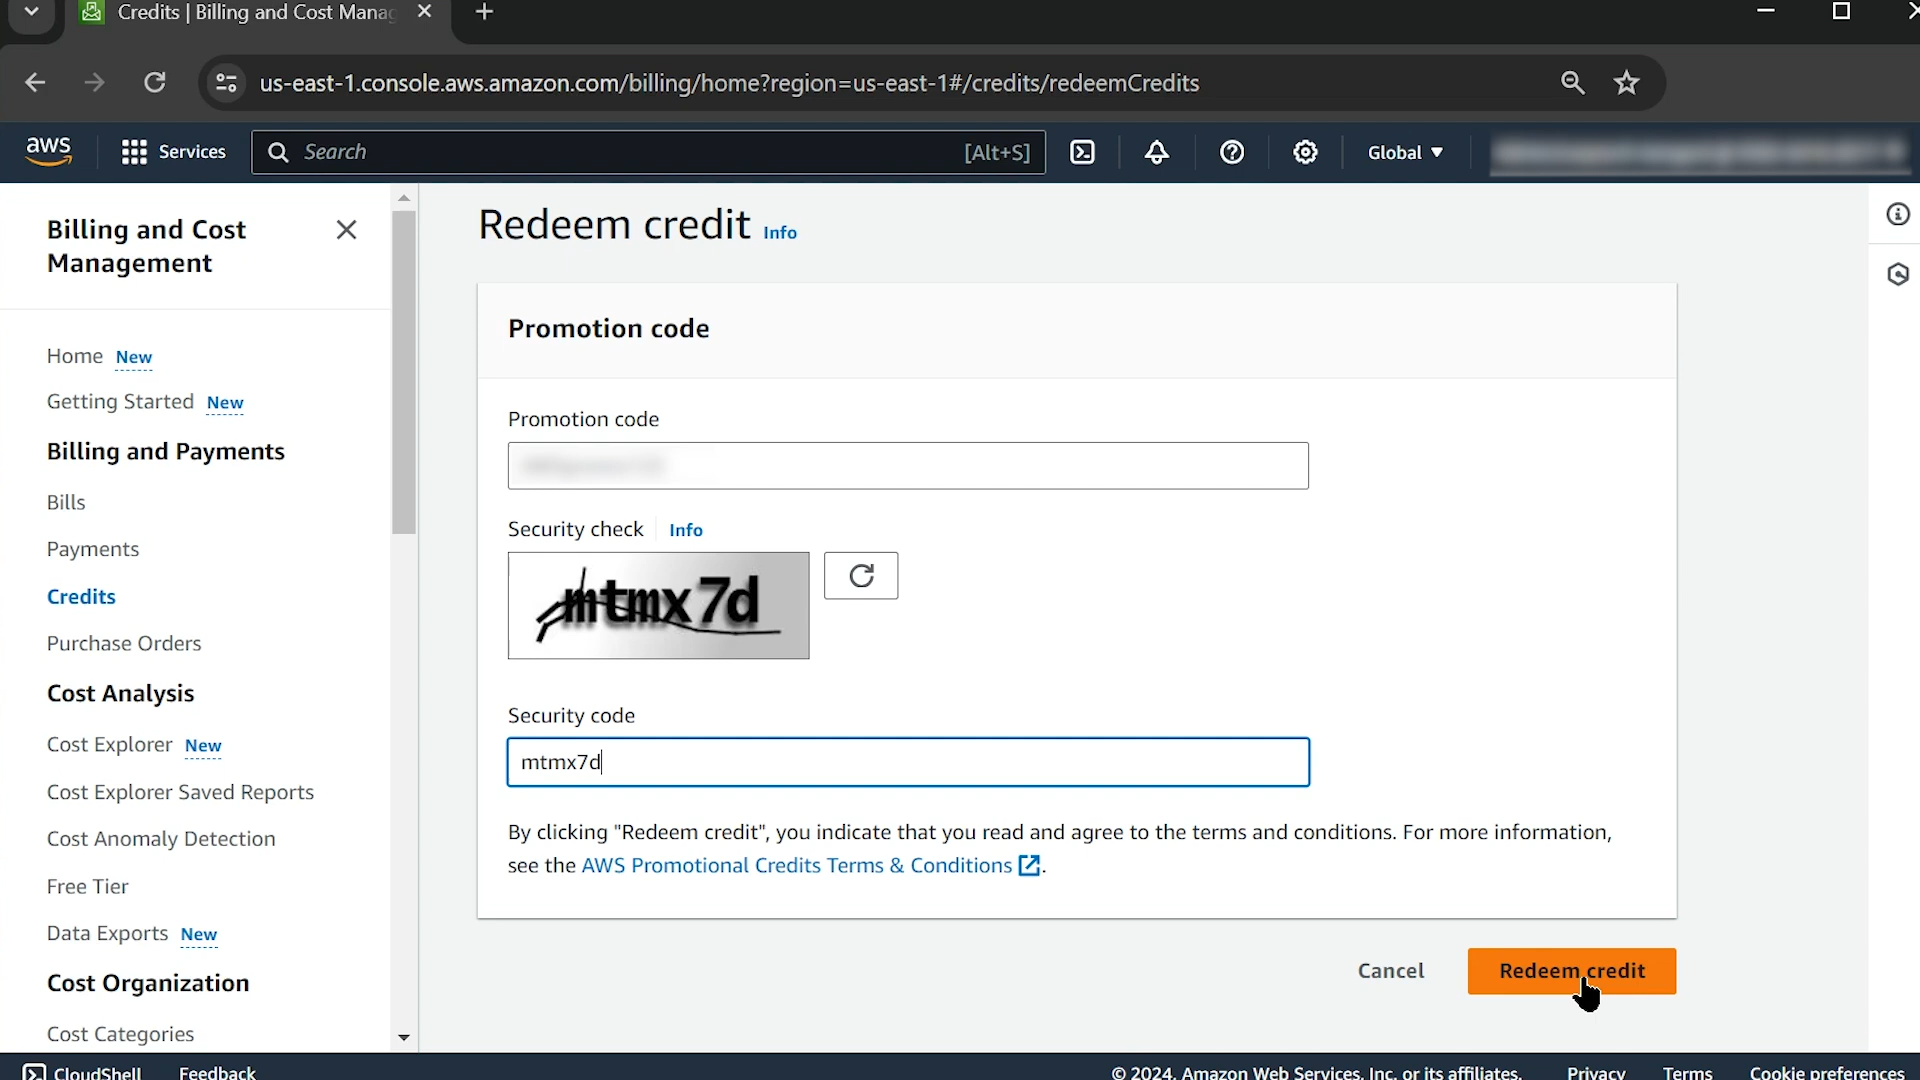 Credits | Billing and Cost Manag
us-east-1.console.aws.amazon.com/billing/home?region=us-east-1#/credits/redeemCredits
aws
Services
Search
[Alt+S]
Global
Billing and Cost
Management
Home New
Getting Started New
Billing and Payments
Bills
Payments
Credits
Purchase Orders
Cost Analysis
Cost Explorer New
Cost Explorer Saved Reports
Cost Anomaly Detection
Free Tier
Data Exports New
Cost Organization
Cost Categories
Redeem credit Info
Promotion code
Promotion code
Security check Info
mtmx7d
Security code
mtmx7d
By clicking "Redeem credit", you indicate that you read and agree to the terms and conditions. For more information,
see the AWS Promotional Credits Terms & Conditions.
Cancel
Redeem credit
CloudShell
Feedback
© 2024, Amazon Web Services, Inc. or its affiliates.
Privacy
Terms
Cookie preferences